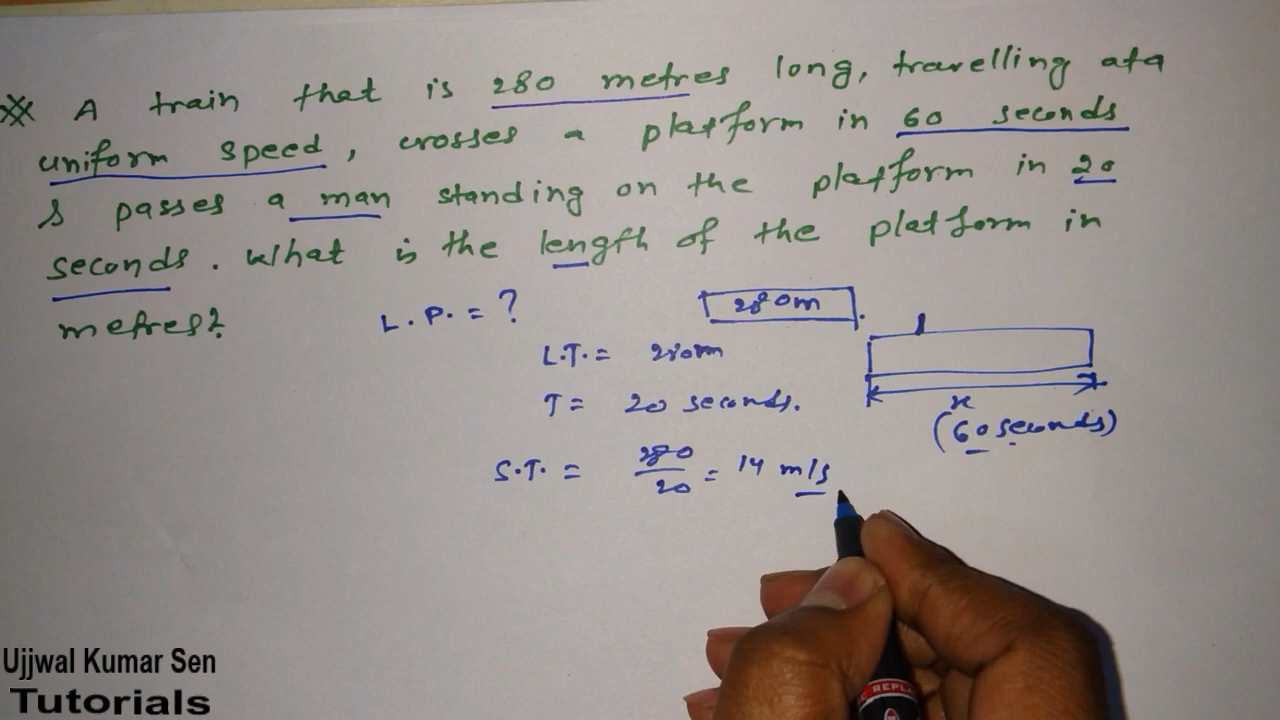 A train that is 280 metres long, travelling at a
uniform speed, crosses a platform in 60 seconds
& passes a man standing on the platform in 20
seconds. What is the length of the platform in
metres?
L.P. = ?
280m
L.T. = 280m
T = 20 seconds.
x
(60 seconds)
S.T. = 280/20 = 14 m/s
REPLA
Ujjwal Kumar Sen
Tutorials